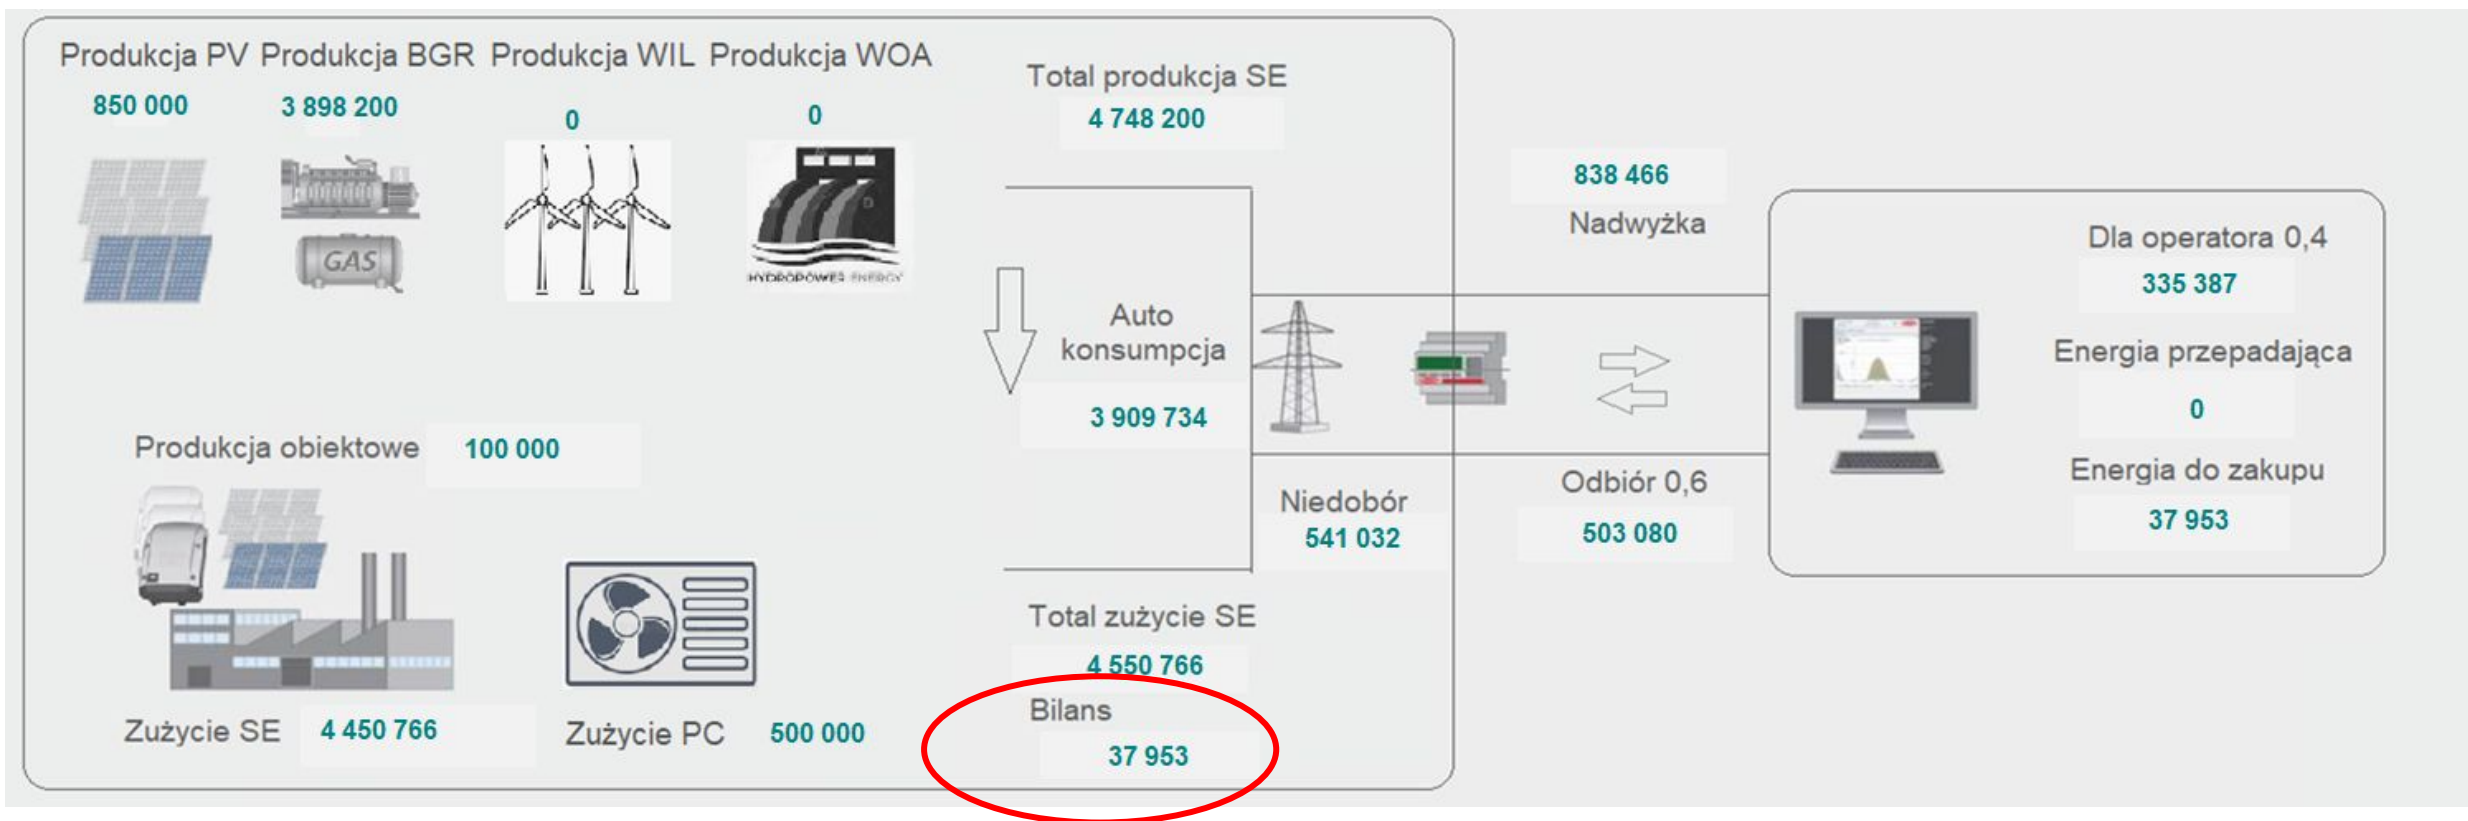 Produkcja PV
850 000
Produkcja BGR
3 898 200
GAS
Produkcja WIL
0
Produkcja WOA
0
HYDROPOWER ENERGY
Total produkcja SE
4 748 200
Auto
konsumpcja
3 909 734
Produkcja obiektowe 100 000
Zużycie SE 4 450 766
Zużycie PC 500 000
Niedobór
541 032
Total zużycie SE
4 550 766
Bilans
37 953
838 466
Nadwyżka
Odbiór 0,6
503 080
Dla operatora 0,4
335 387
Energia przepadająca
0
Energia do zakupu
37 953